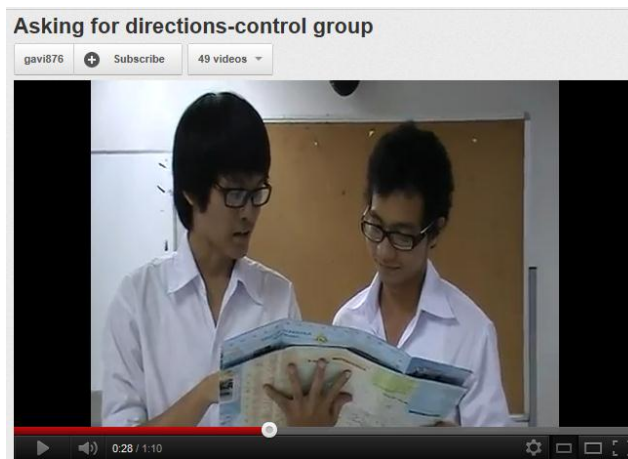 Asking for directions-control group
gavi876 Subscribe 49 videos
0:28 / 1:10